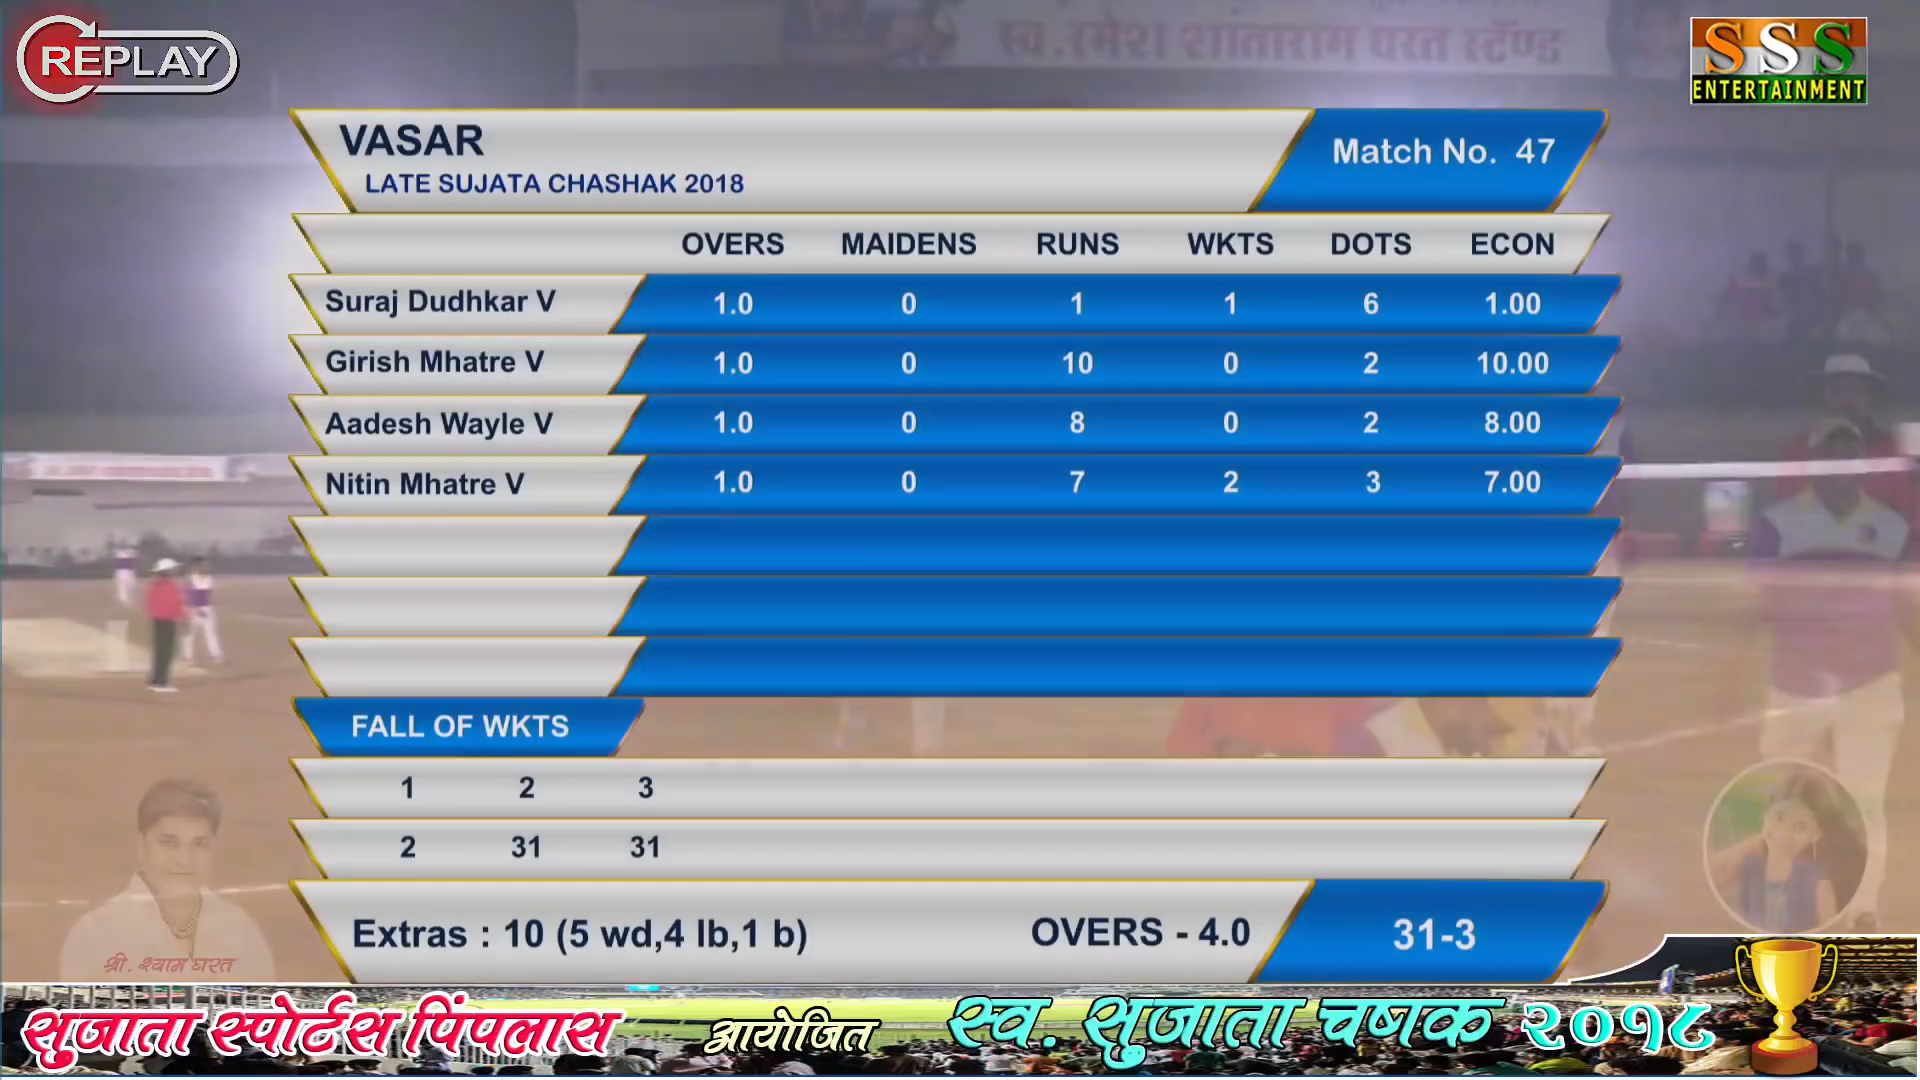 REPLAY
स्व.रमेश शांताराम घरत स्टॅण्ड
SSS
ENTERTAINMENT
VASAR
Match No. 47
LATE SUJATA CHASHAK 2018
OVERS MAIDENS RUNS WKTS DOTS ECON
Suraj Dudhkar V 1.0 0 1 1 6 1.00
Girish Mhatre V 1.0 0 10 0 2 10.00
Aadesh Wayle V 1.0 0 8 0 2 8.00
Nitin Mhatre V 1.0 0 7 2 3 7.00
FALL OF WKTS
1 2 3
2 31 31
Extras : 10 (5 wd,4 lb,1 b) OVERS - 4.0 31-3
श्री. श्याम घरत
सुजाता स्पोर्टस पिंपलास आयोजित स्व. सुजाता चषक २०१८